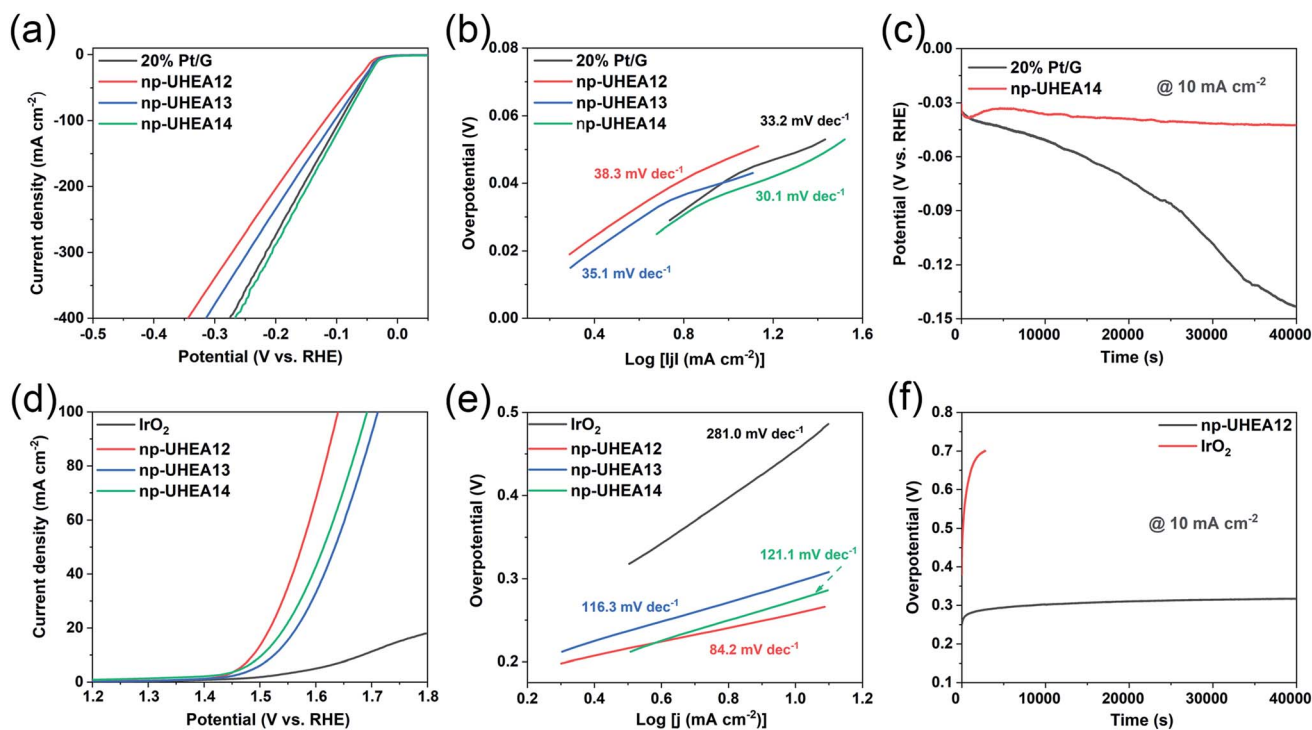 (a)
20% Pt/G
np-UHEA12
np-UHEA13
np-UHEA14
0
-100
-200
-300
-400
-0.5
-0.4
-0.3
-0.2
-0.1
0.0
Current density (mA cm⁻²)
Potential (V vs. RHE)
(b)
20% Pt/G
np-UHEA12
np-UHEA13
np-UHEA14
33.2 mV dec⁻¹
38.3 mV dec⁻¹
30.1 mV dec⁻¹
35.1 mV dec⁻¹
0.08
0.06
0.04
0.02
0.00
0.4
0.8
1.2
1.6
Overpotential (V)
Log [|j| (mA cm⁻²)]
(c)
20% Pt/G
np-UHEA14
@ 10 mA cm⁻²
0.00
-0.03
-0.06
-0.09
-0.12
-0.15
0
10000
20000
30000
40000
Potential (V vs. RHE)
Time (s)
(d)
IrO₂
np-UHEA12
np-UHEA13
np-UHEA14
100
80
60
40
20
0
1.2
1.3
1.4
1.5
1.6
1.7
1.8
Current density (mA cm⁻²)
Potential (V vs. RHE)
(e)
IrO₂
np-UHEA12
np-UHEA13
np-UHEA14
281.0 mV dec⁻¹
121.1 mV dec⁻¹
116.3 mV dec⁻¹
84.2 mV dec⁻¹
0.5
0.4
0.3
0.2
0.2
0.4
0.6
0.8
1.0
1.2
Overpotential (V)
Log [j (mA cm⁻²)]
(f)
np-UHEA12
IrO₂
@ 10 mA cm⁻²
0.8
0.7
0.6
0.5
0.4
0.3
0.2
0.1
0
10000
20000
30000
40000
Overpotential (V)
Time (s)